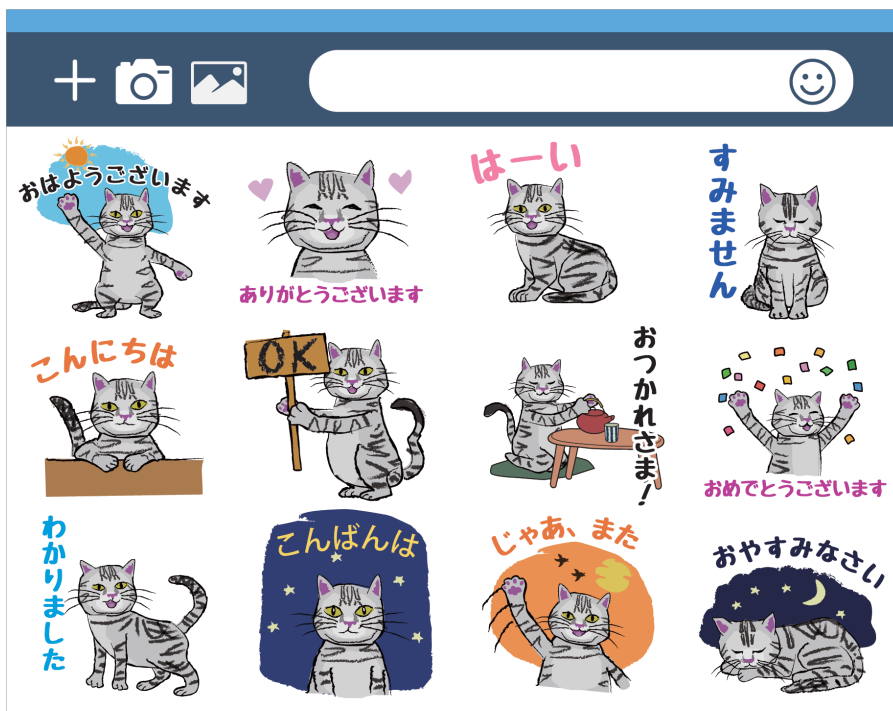 おはようございます
ありがとうございます
はーい
すみません
こんにちは
OK
おつかれさま!
おめでとうございます
わかりました
こんばんは
じゃあ、また
おやすみなさい